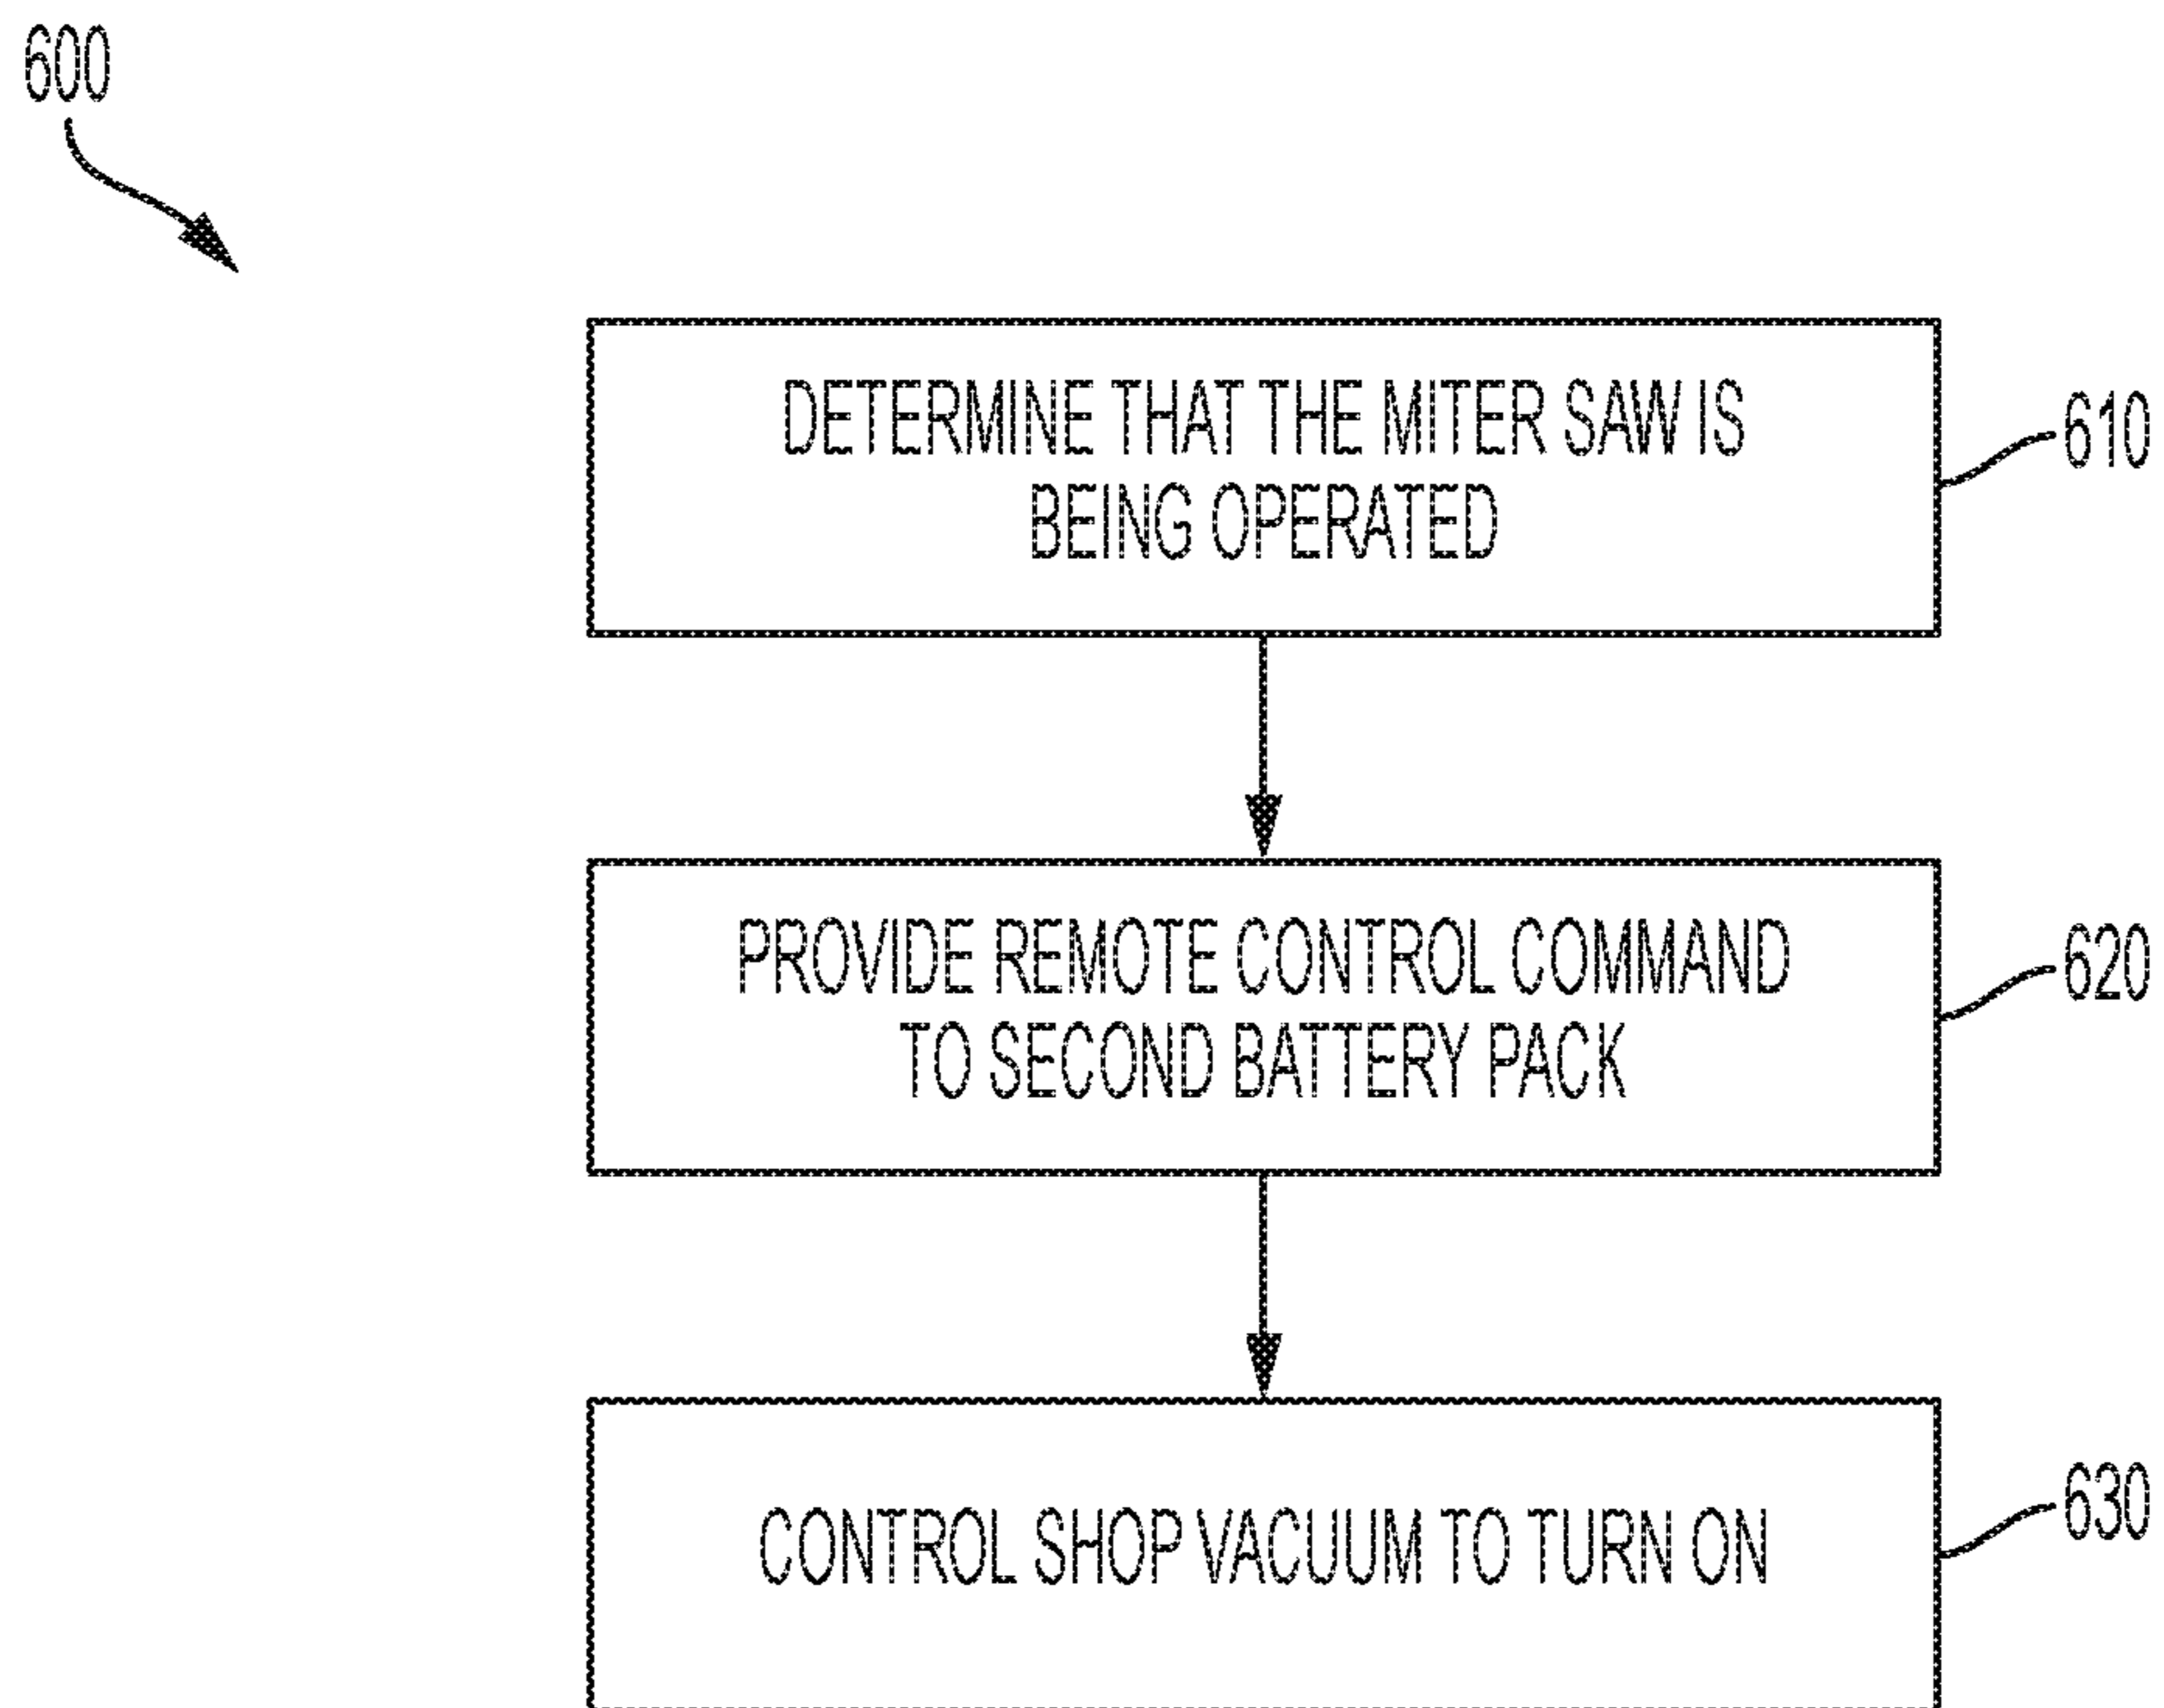 600
DETERMINE THAT THE MITER SAW IS
BEING OPERATED
610
PROVIDE REMOTE CONTROL COMMAND
TO SECOND BATTERY PACK
620
CONTROL SHOP VACUUM TO TURN ON
630